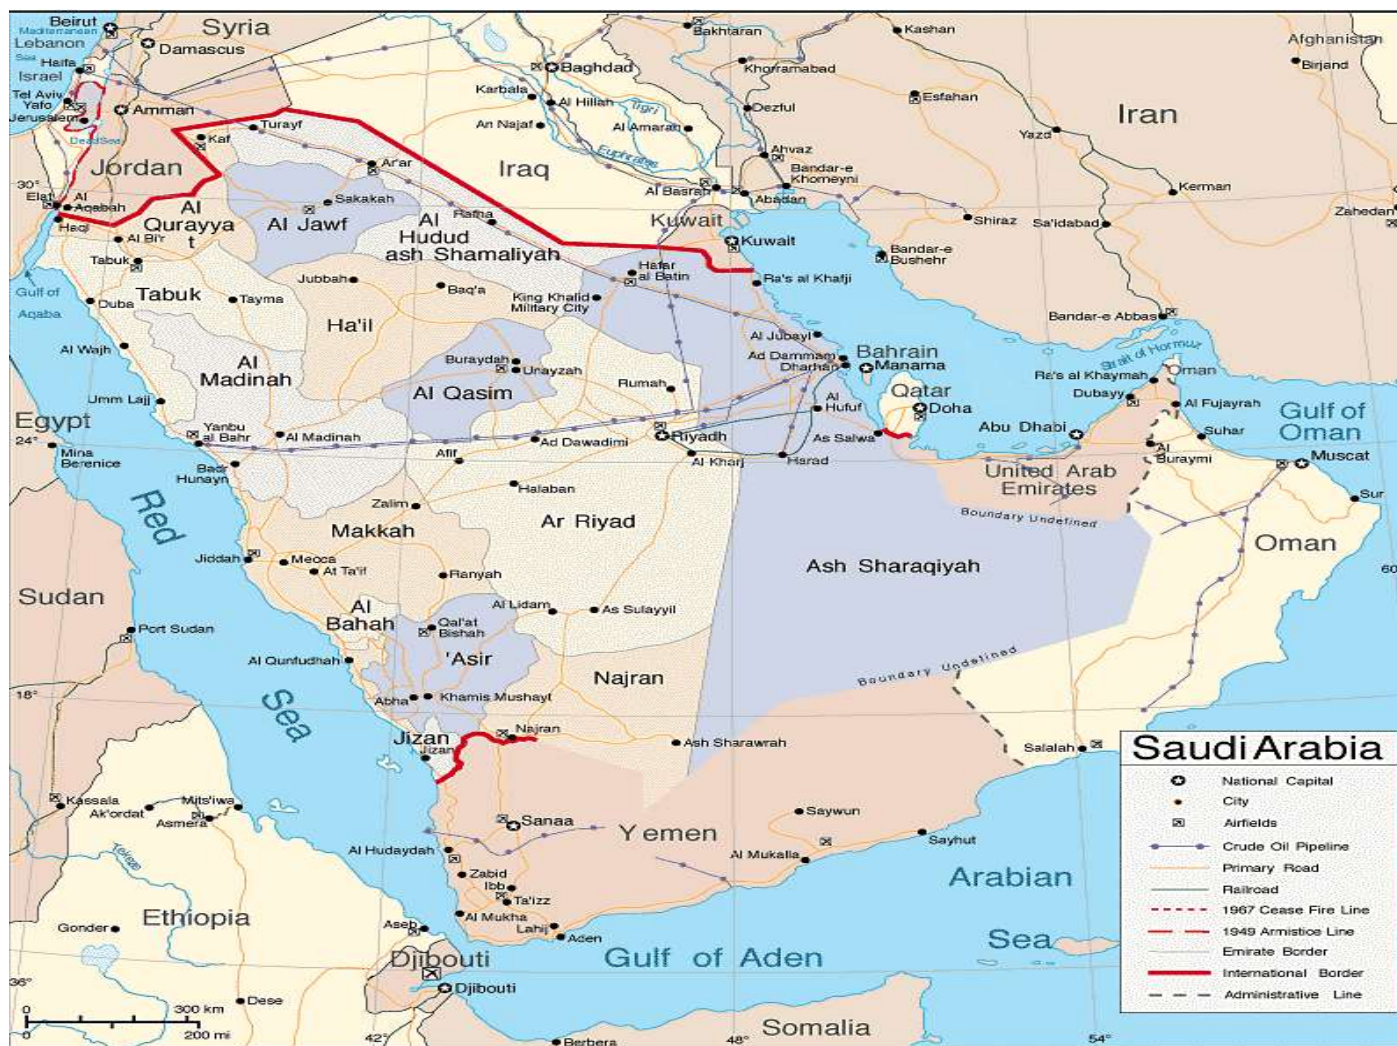 Beirut
Mediterranean
Lebanon
Sea
Syria
Damascus
Haifa
Israel
Tel Aviv
Yafo
Jerusalem
Amman
Dead Sea
Jordan
Elat
Al
Aqabah
Haql
Gulf of
Aqaba
Baghdad
Karbala
Al Hillah
An Najaf
Al Amarah
Tigri
Euphrates
Iraq
Al Basrah
Bakhtaran
Khorramabad
Dezful
Ahvaz
Bandar-e
Khomeyni
Abadan
Kashan
Esfahan
Yazd
Iran
Afghanistan
Birjand
Kerman
Zahedan
Shiraz
Sa'idabad
Bandar-e
Bushehr
Bandar-e Abbas
Strait of Hormuz
Kuwait
Kuwait
Turayf
Kaf
Ar'ar
Al
Qurayya
t
Sakakah
Al Jawf
Rafha
Al
Hudud
ash Shamaliyah
Al Bi'r
Tabuk
Tabuk
Duba
Tayma
Jubbah
Baq'a
Ha'il
Hafar
al Batin
King Khalid
Military City
Ra's al Khafji
Al Wajh
Al
Madinah
Buraydah
Unayzah
Al Qasim
Rumah
Al Jubayl
Ad Dammam
Dharhan
Bahrain
Manama
Qatar
Doha
Al
Hufuf
As Salwa
Umm Lajj
Yanbu
al Bahr
Al Madinah
Ad Dawadimi
Riyadh
Al Kharj
Harad
Afif
Badr
Hunayn
Halaban
Zalim
Makkah
Ar Riyad
Ash Sharaqiyah
Jiddah
Mecca
At Ta'if
Ranyah
Al
Bahah
Al Lidam
As Sulayyil
Qal'at
Bishah
'Asir
Al Qunfudhah
Najran
Abha
Khamis Mushayt
Jizan
Jizan
Najran
Ash Sharawrah
Oman
Ra's al Khaymah
Dubayy
Al Fujayrah
Gulf of
Oman
Abu Dhabi
Suhar
Al
Buraymi
Muscat
United Arab
Emirates
Sur
Boundary Undefined
Oman
Boundary Undefined
Salalah
Egypt
Mina
Berenice
Red
Sea
Sudan
Port Sudan
Kassala
Ak'ordat
Mits'iwa
Asmera
Tekeze
Ethiopia
Gonder
Aseb
Dese
Djibouti
Djibouti
Somalia
Berbera
Sanaa
Yemen
Al Hudaydah
Zabid
Ibb
Ta'izz
Al Mukha
Lahij
Aden
Saywun
Al Mukalla
Sayhut
Gulf of Aden
Arabian
Sea
30°
24°
18°
36°
42°
48°
54°
60
0 300 km
0 200 mi
Saudi Arabia
National Capital
City
Airfields
Crude Oil Pipeline
Primary Road
Railroad
1967 Cease Fire Line
1949 Armistice Line
Emirate Border
International Border
Administrative Line